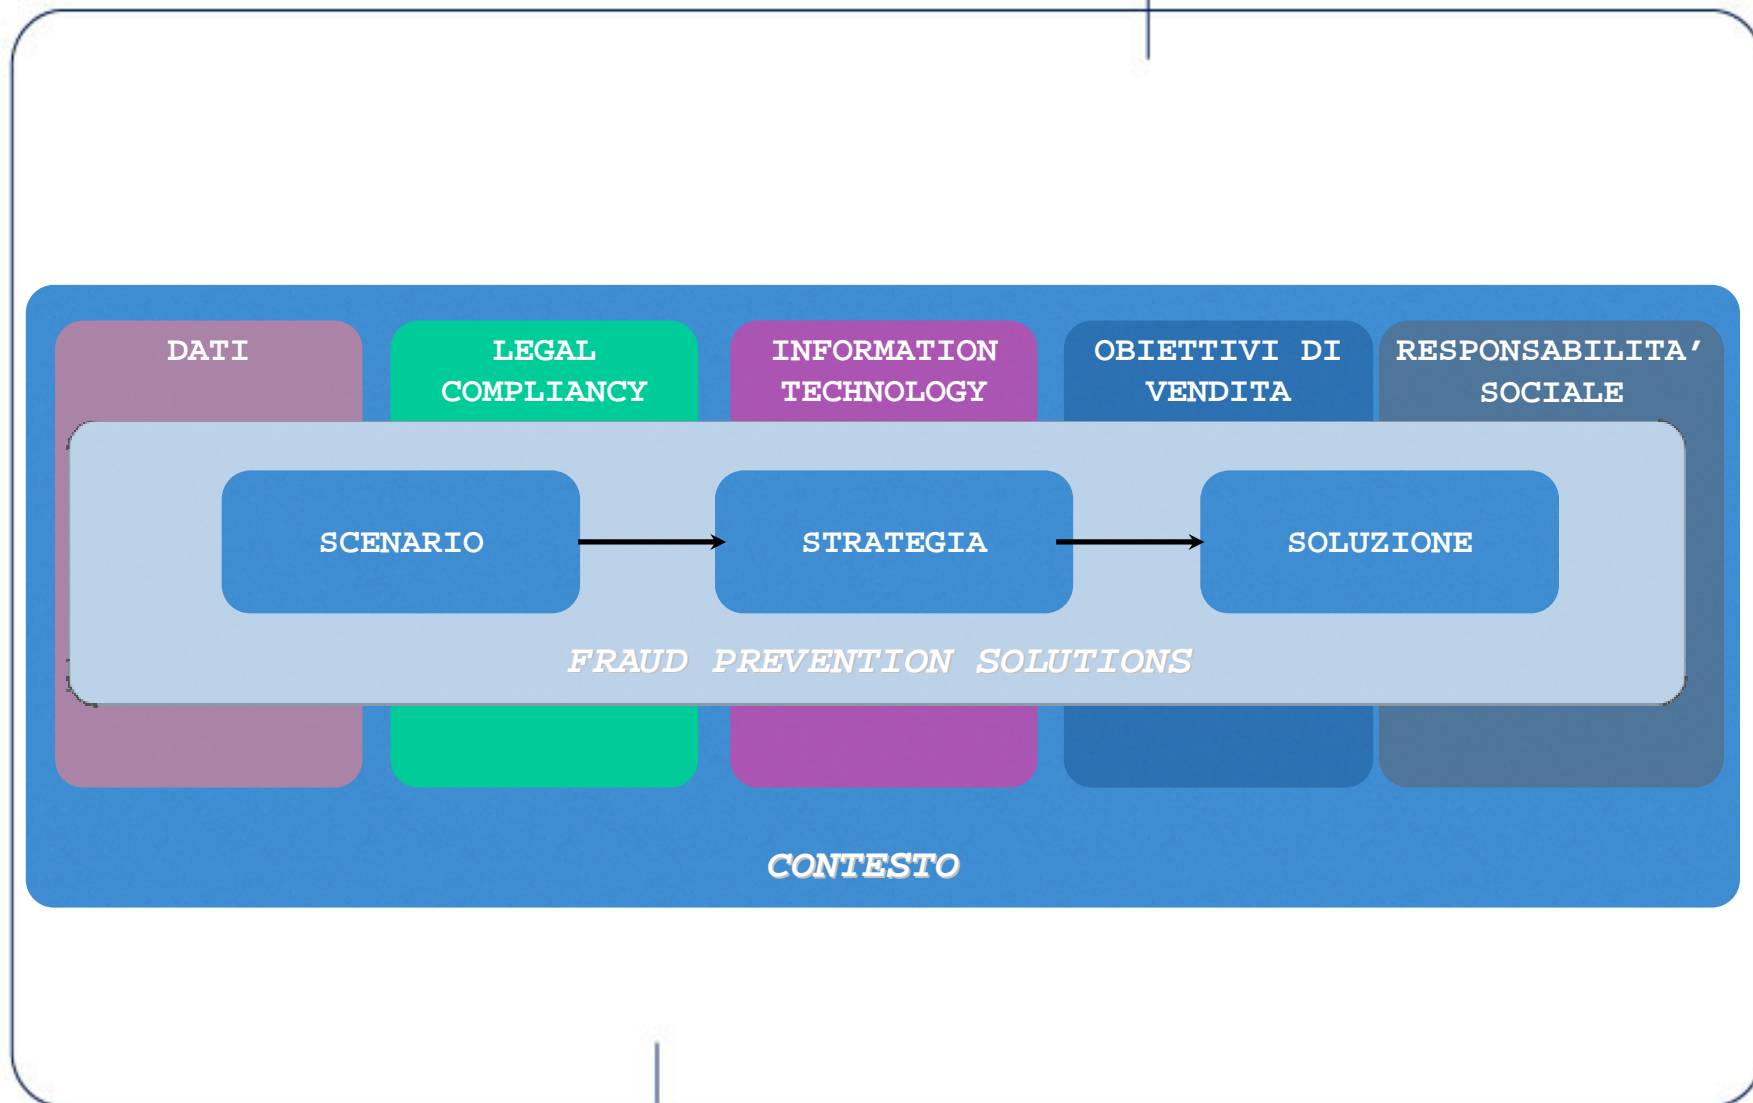 DATI
LEGAL
COMPLIANCY
INFORMATION
TECHNOLOGY
OBIETTIVI DI
VENDITA
RESPONSABILITA’
SOCIALE
SCENARIO
STRATEGIA
SOLUZIONE
FRAUD PREVENTION SOLUTIONS
CONTESTO